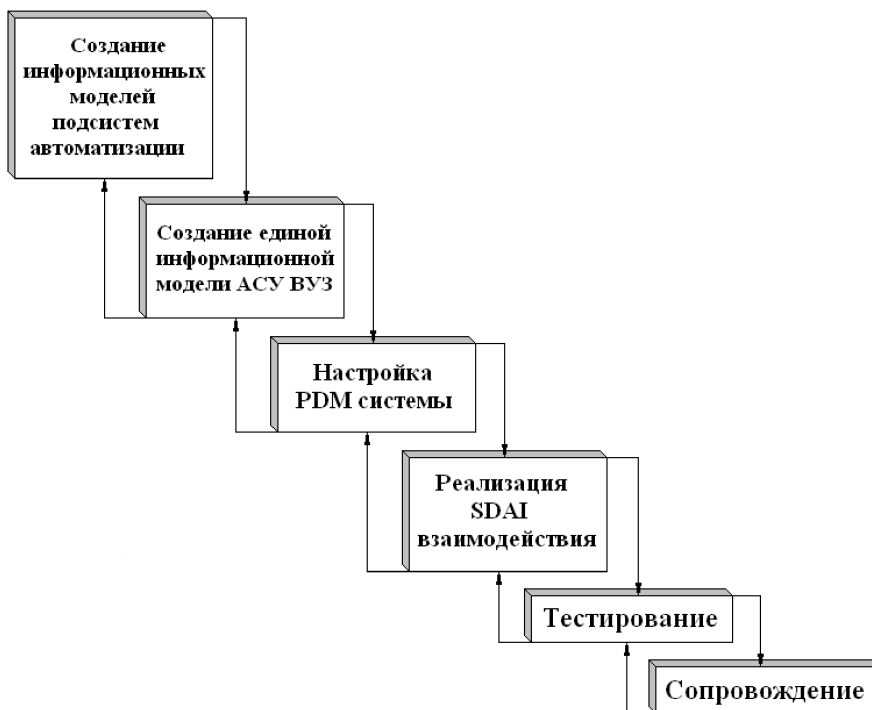 Создание
информационных
моделей
подсистем
автоматизации
Создание единой
информационной
модели АСУ ВУЗ
Настройка
PDM системы
Реализация
SDAI
взаимодействия
Тестирование
Сопровождение